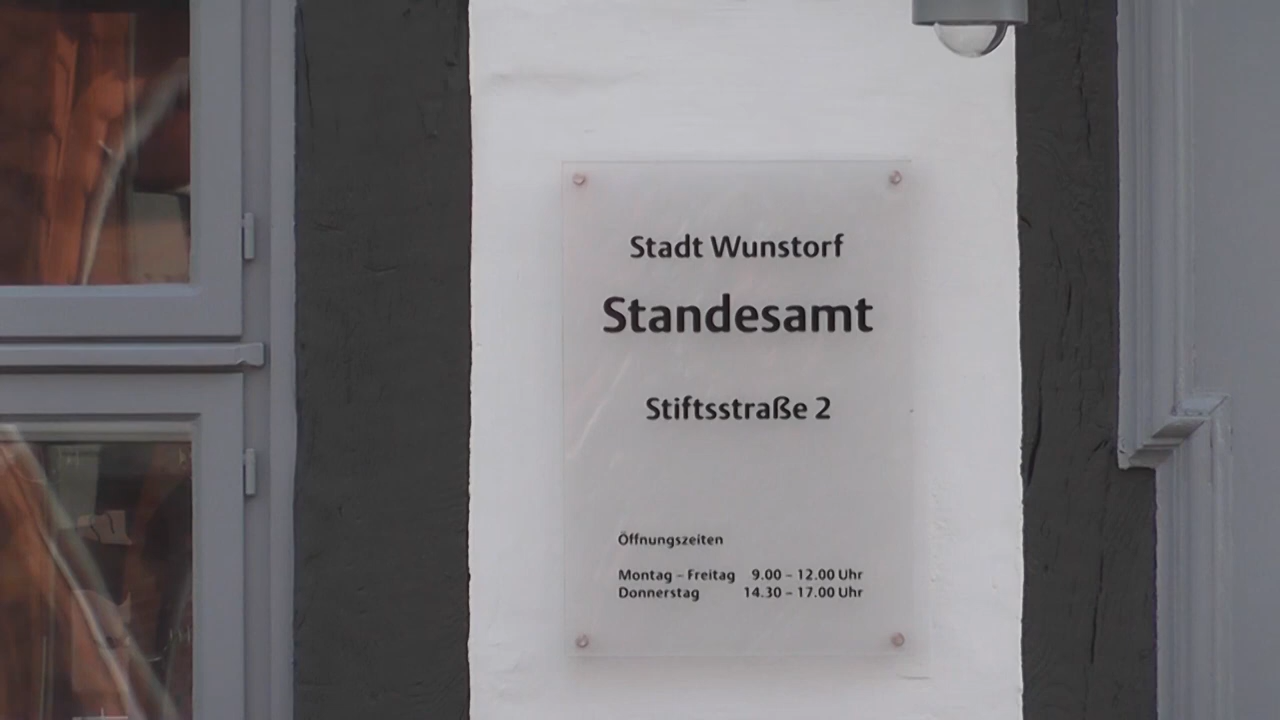 Stadt Wunstorf
Standesamt
Stiftsstraße 2
Öffnungszeiten
Montag – Freitag 9.00 – 12.00 Uhr
Donnerstag 14.30 – 17.00 Uhr